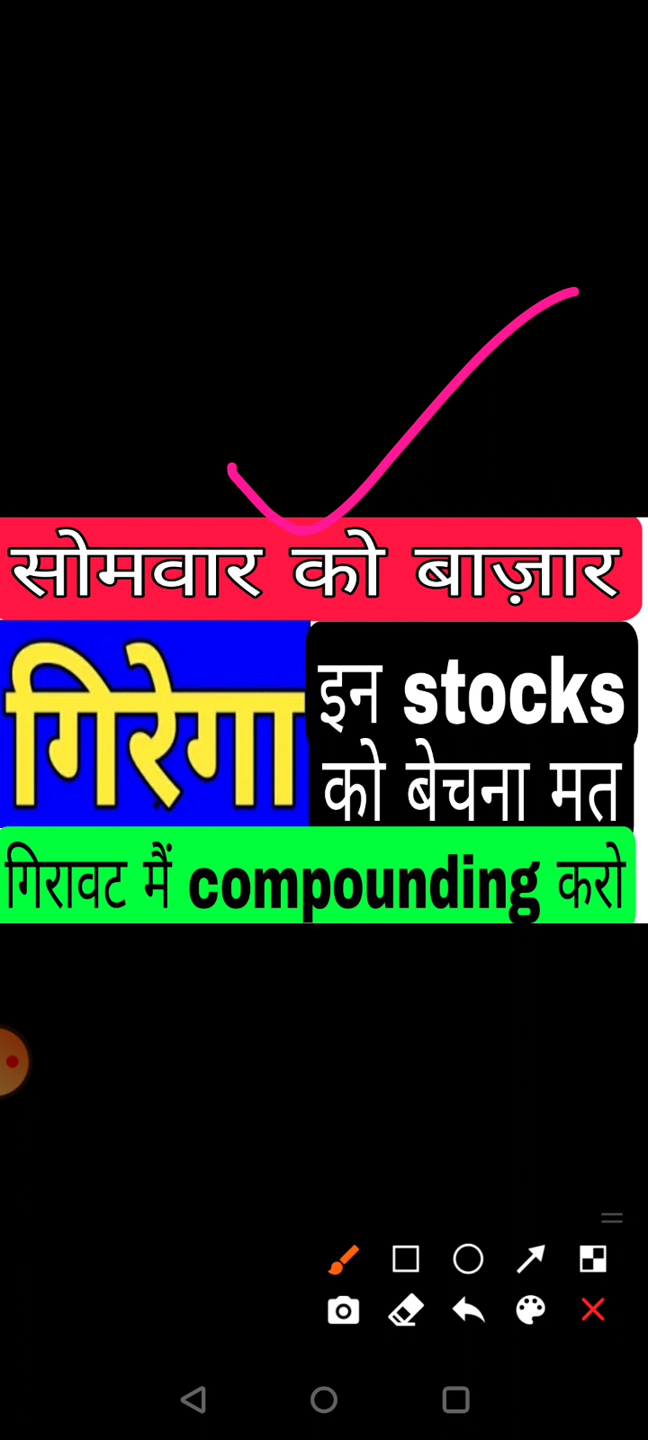 सोमवार को बाज़ार
गिरेगा
इन stocks
को बेचना मत
गिरावट मैं compounding करो